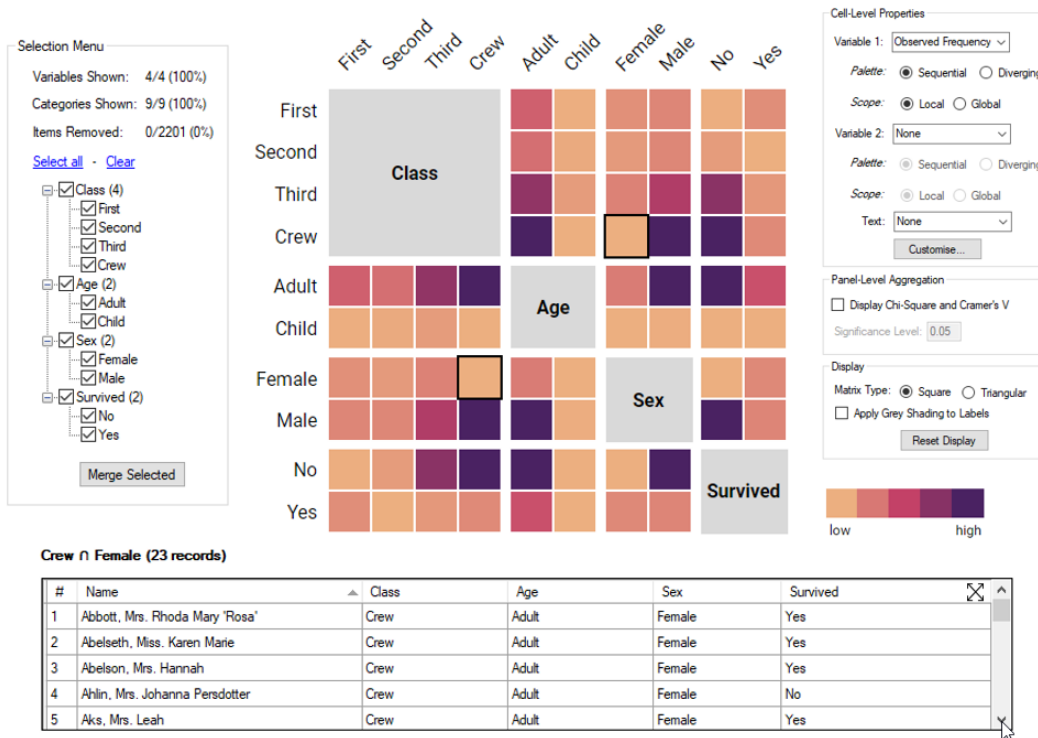 Selection Menu
Variables Shown: 4/4 (100%)
Categories Shown: 9/9 (100%)
Items Removed: 0/2201 (0%)
Select all - Clear
Class (4)
First
Second
Third
Crew
Age (2)
Adult
Child
Sex (2)
Female
Male
Survived (2)
No
Yes
Merge Selected
First Second Third Crew Adult Child Female Male No Yes
First
Second
Third
Crew
Adult
Child
Female
Male
No
Yes
Class
Age
Sex
Survived
Cell-Level Properties
Variable 1: Observed Frequency
Palette: Sequential Diverging
Scope: Local Global
Variable 2: None
Palette: Sequential Diverging
Scope: Local Global
Text: None
Customise...
Panel-Level Aggregation
Display Chi-Square and Cramer's V
Significance Level: 0.05
Display
Matrix Type: Square Triangular
Apply Grey Shading to Labels
Reset Display
low high
Crew ∩ Female (23 records)
# Name Class Age Sex Survived
1 Abbott, Mrs. Rhoda Mary 'Rosa' Crew Adult Female Yes
2 Abelseth, Miss. Karen Marie Crew Adult Female Yes
3 Abelson, Mrs. Hannah Crew Adult Female Yes
4 Ahlin, Mrs. Johanna Persdotter Crew Adult Female No
5 Aks, Mrs. Leah Crew Adult Female Yes